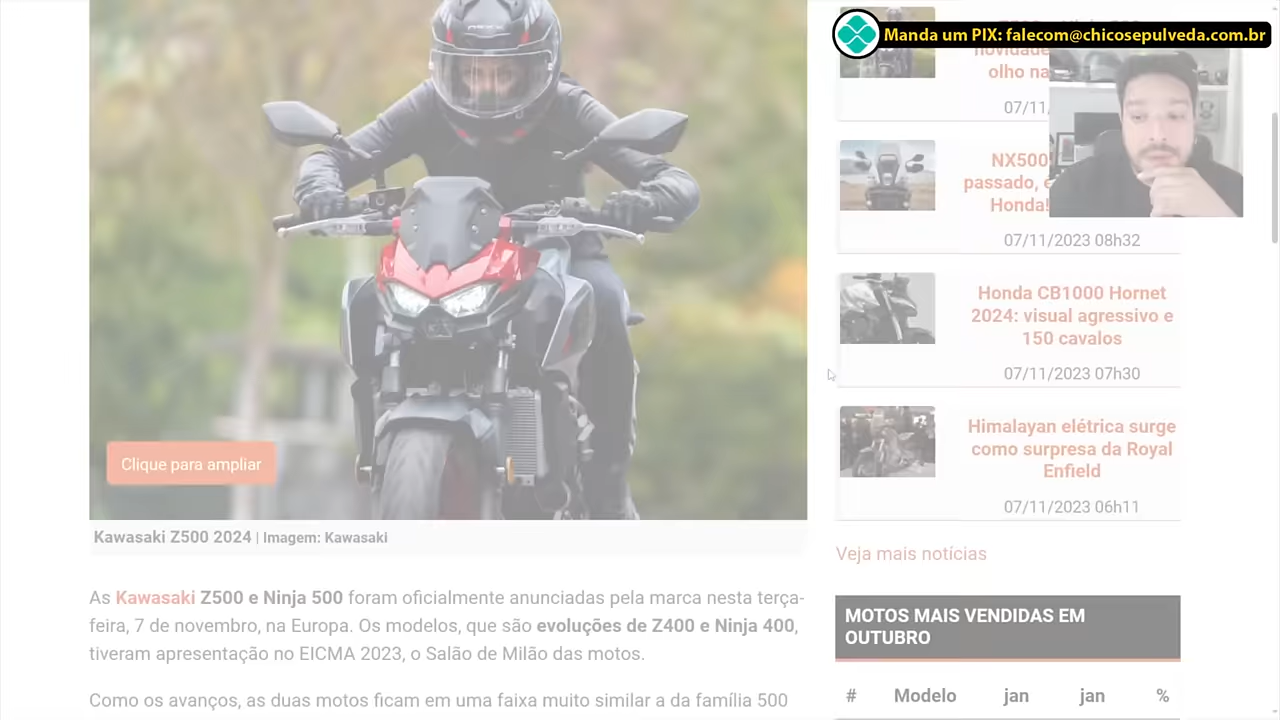 Manda um PIX: falecom@chicosepulveda.com.br
Clique para ampliar
Kawasaki Z500 2024 | Imagem: Kawasaki
As Kawasaki Z500 e Ninja 500 foram oficialmente anunciadas pela marca nesta terça-
feira, 7 de novembro, na Europa. Os modelos, que são evoluções de Z400 e Ninja 400,
tiveram apresentação no EICMA 2023, o Salão de Milão das motos.
Como os avanços, as duas motos ficam em uma faixa muito similar a da família 500
olho na
07/11/
NX500
passado, e
Honda!
07/11/2023 08h32
Honda CB1000 Hornet
2024: visual agressivo e
150 cavalos
07/11/2023 07h30
Himalayan elétrica surge
como surpresa da Royal
Enfield
07/11/2023 06h11
Veja mais notícias
MOTOS MAIS VENDIDAS EM
OUTUBRO
# Modelo jan jan %